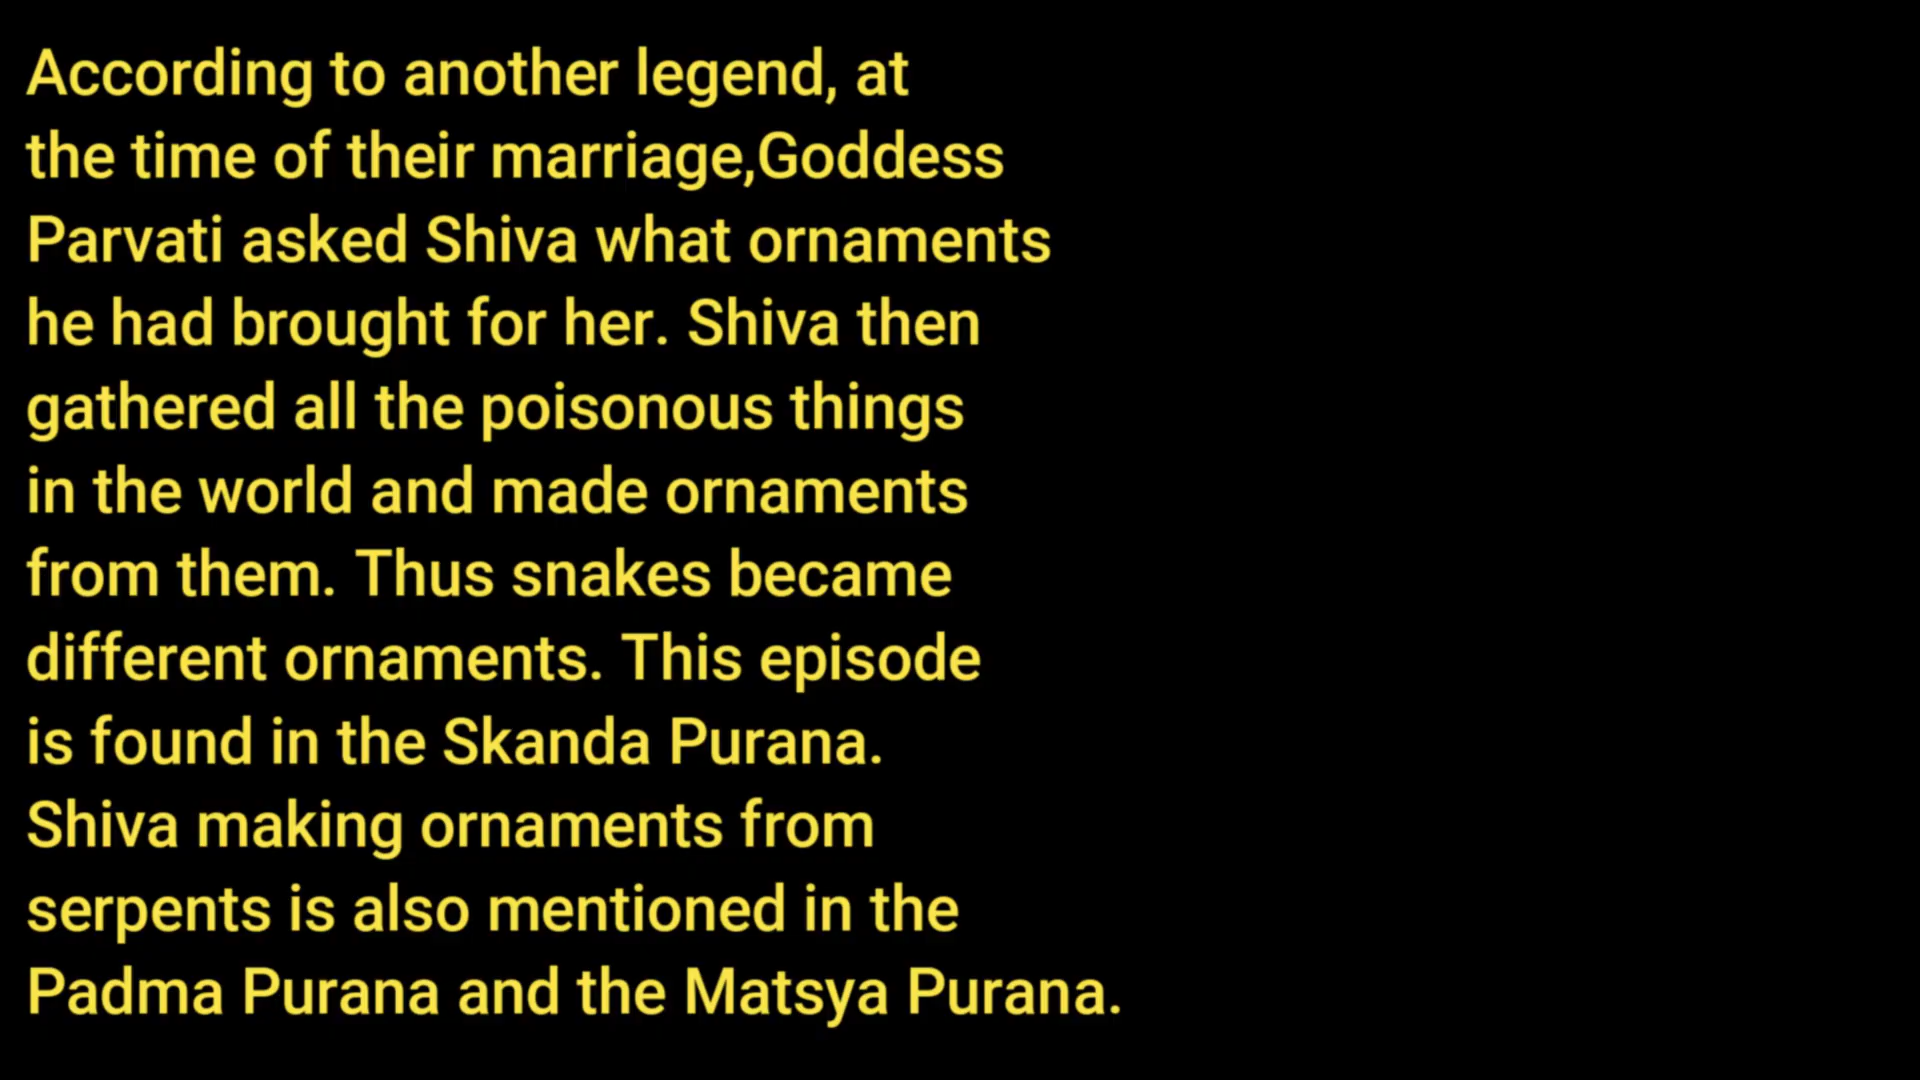 According to another legend, at
the time of their marriage,Goddess
Parvati asked Shiva what ornaments
he had brought for her. Shiva then
gathered all the poisonous things
in the world and made ornaments
from them. Thus snakes became
different ornaments. This episode
is found in the Skanda Purana.
Shiva making ornaments from
serpents is also mentioned in the
Padma Purana and the Matsya Purana.